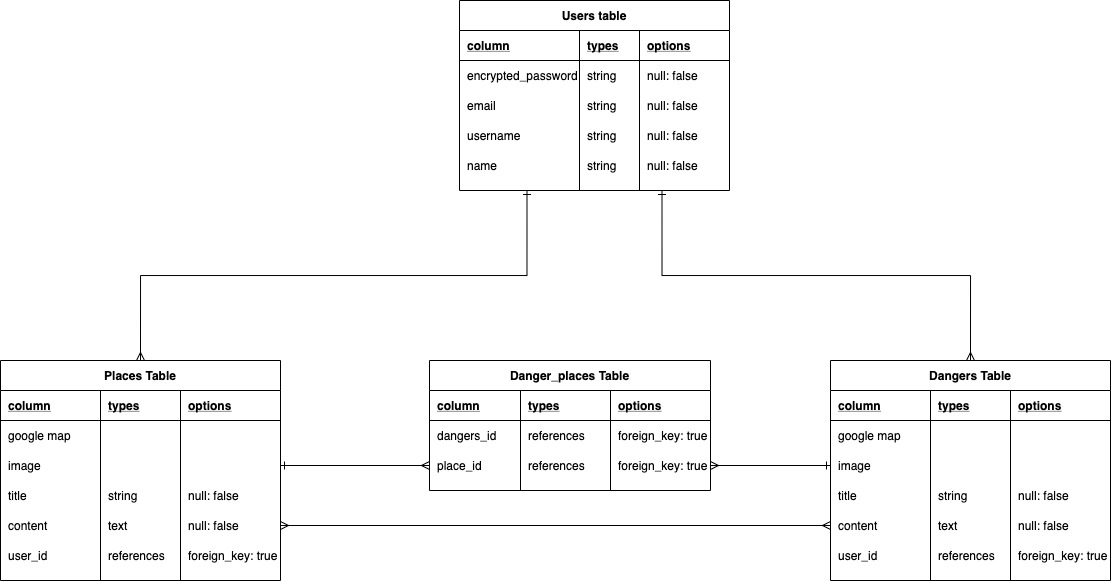 Users table
column types options
encrypted_password string null: false
email string null: false
username string null: false
name string null: false
Places Table
column types options
google map
image
title string null: false
content text null: false
user_id references foreign_key: true
Danger_places Table
column types options
dangers_id references foreign_key: true
place_id references foreign_key: true
Dangers Table
column types options
google map
image
title string null: false
content text null: false
user_id references foreign_key: true